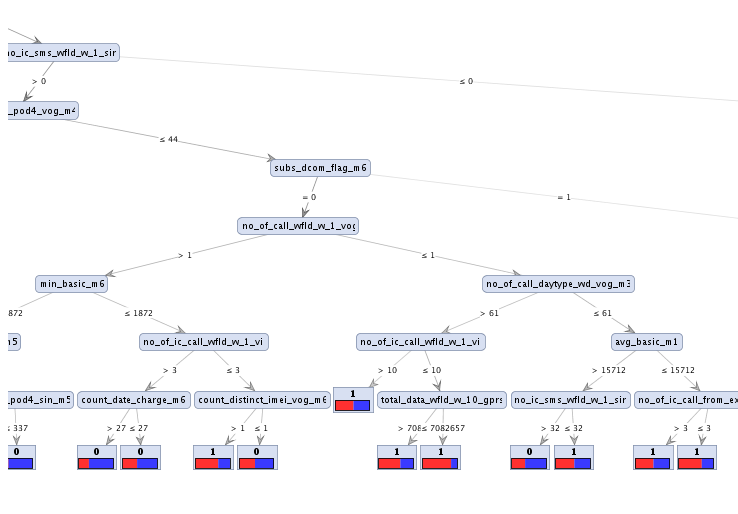 no_ic_sms_wfld_w_1_sir
> 0
≤ 0
_pod4_vog_m4
≤ 44
subs_dcom_flag_m6
= 0
= 1
no_of_call_wfld_w_1_vog
> 1
≤ 1
min_basic_m6
no_of_call_daytype_wd_vog_m3
872
≤ 1872
> 61
≤ 61
m5
no_of_ic_call_wfld_w_1_vi
no_of_ic_call_wfld_w_1_vi
avg_basic_m1
> 3
≤ 3
> 10
≤ 10
> 15712
≤ 15712
_pod4_sin_m5
count_date_charge_m6
count_distinct_imei_vog_m6
1
total_data_wfld_w_10_gprs
no_ic_sms_wfld_w_1_sir
no_of_ic_call_from_ex
≤ 337
> 27
≤ 27
> 1
≤ 1
> 708
≤ 7082657
> 32
≤ 32
> 3
≤ 3
0
0
0
1
0
1
1
0
1
1
1